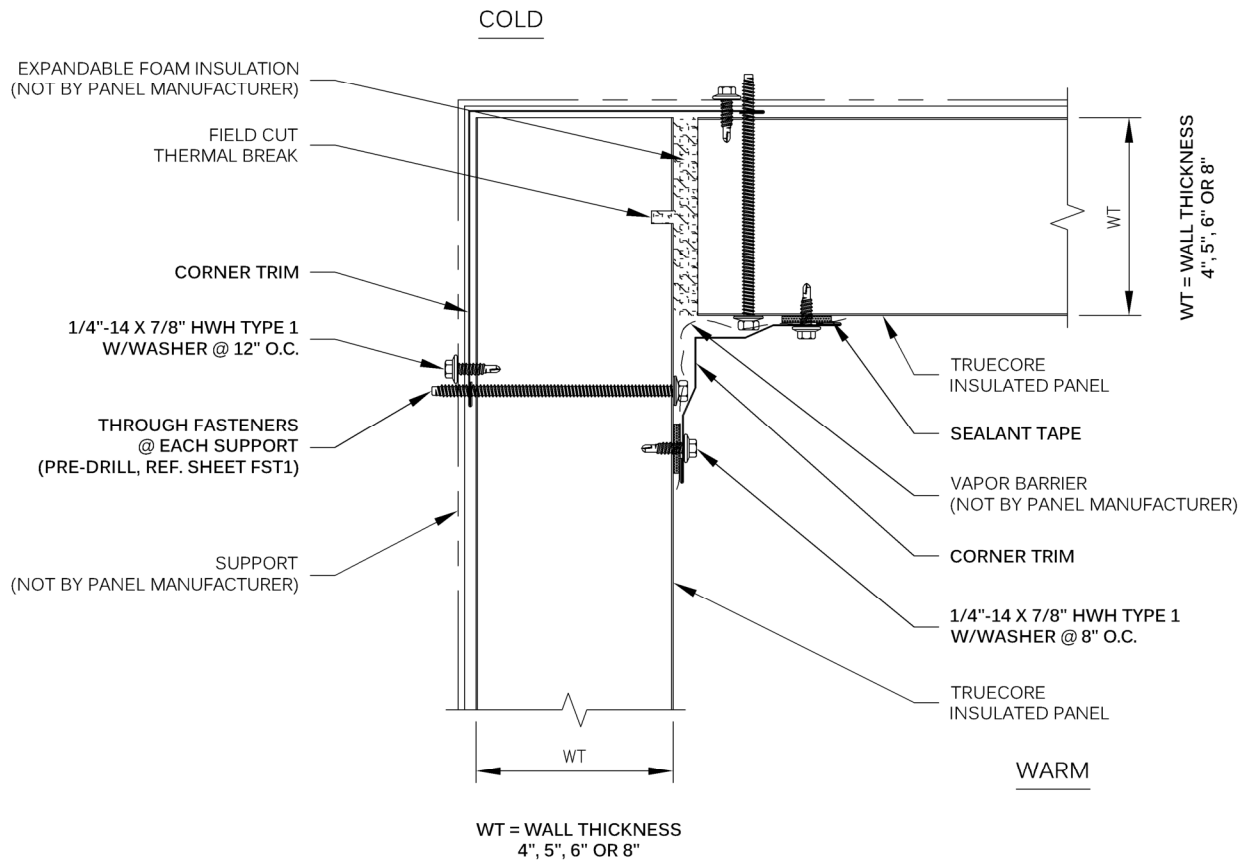 COLD
EXPANDABLE FOAM INSULATION
(NOT BY PANEL MANUFACTURER)
FIELD CUT
THERMAL BREAK
CORNER TRIM
1/4"-14 X 7/8" HWH TYPE 1
W/WASHER @ 12" O.C.
THROUGH FASTENERS
@ EACH SUPPORT
(PRE-DRILL, REF. SHEET FST1)
SUPPORT
(NOT BY PANEL MANUFACTURER)
WT
WT = WALL THICKNESS
4", 5", 6" OR 8"
TRUECORE
INSULATED PANEL
SEALANT TAPE
VAPOR BARRIER
(NOT BY PANEL MANUFACTURER)
CORNER TRIM
1/4"-14 X 7/8" HWH TYPE 1
W/WASHER @ 8" O.C.
TRUECORE
INSULATED PANEL
WARM
WT
WT = WALL THICKNESS
4", 5", 6" OR 8"